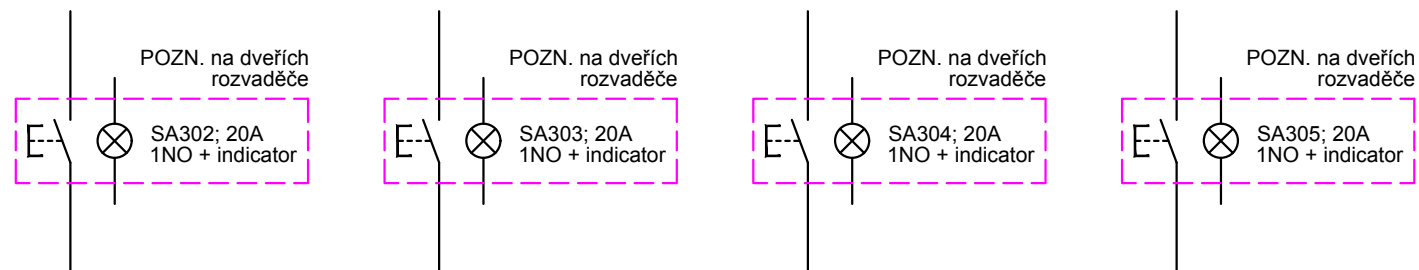 POZN. na dveřích
rozvaděče
SA302; 20A
1NO + indicator
POZN. na dveřích
rozvaděče
SA303; 20A
1NO + indicator
POZN. na dveřích
rozvaděče
SA304; 20A
1NO + indicator
POZN. na dveřích
rozvaděče
SA305; 20A
1NO + indicator